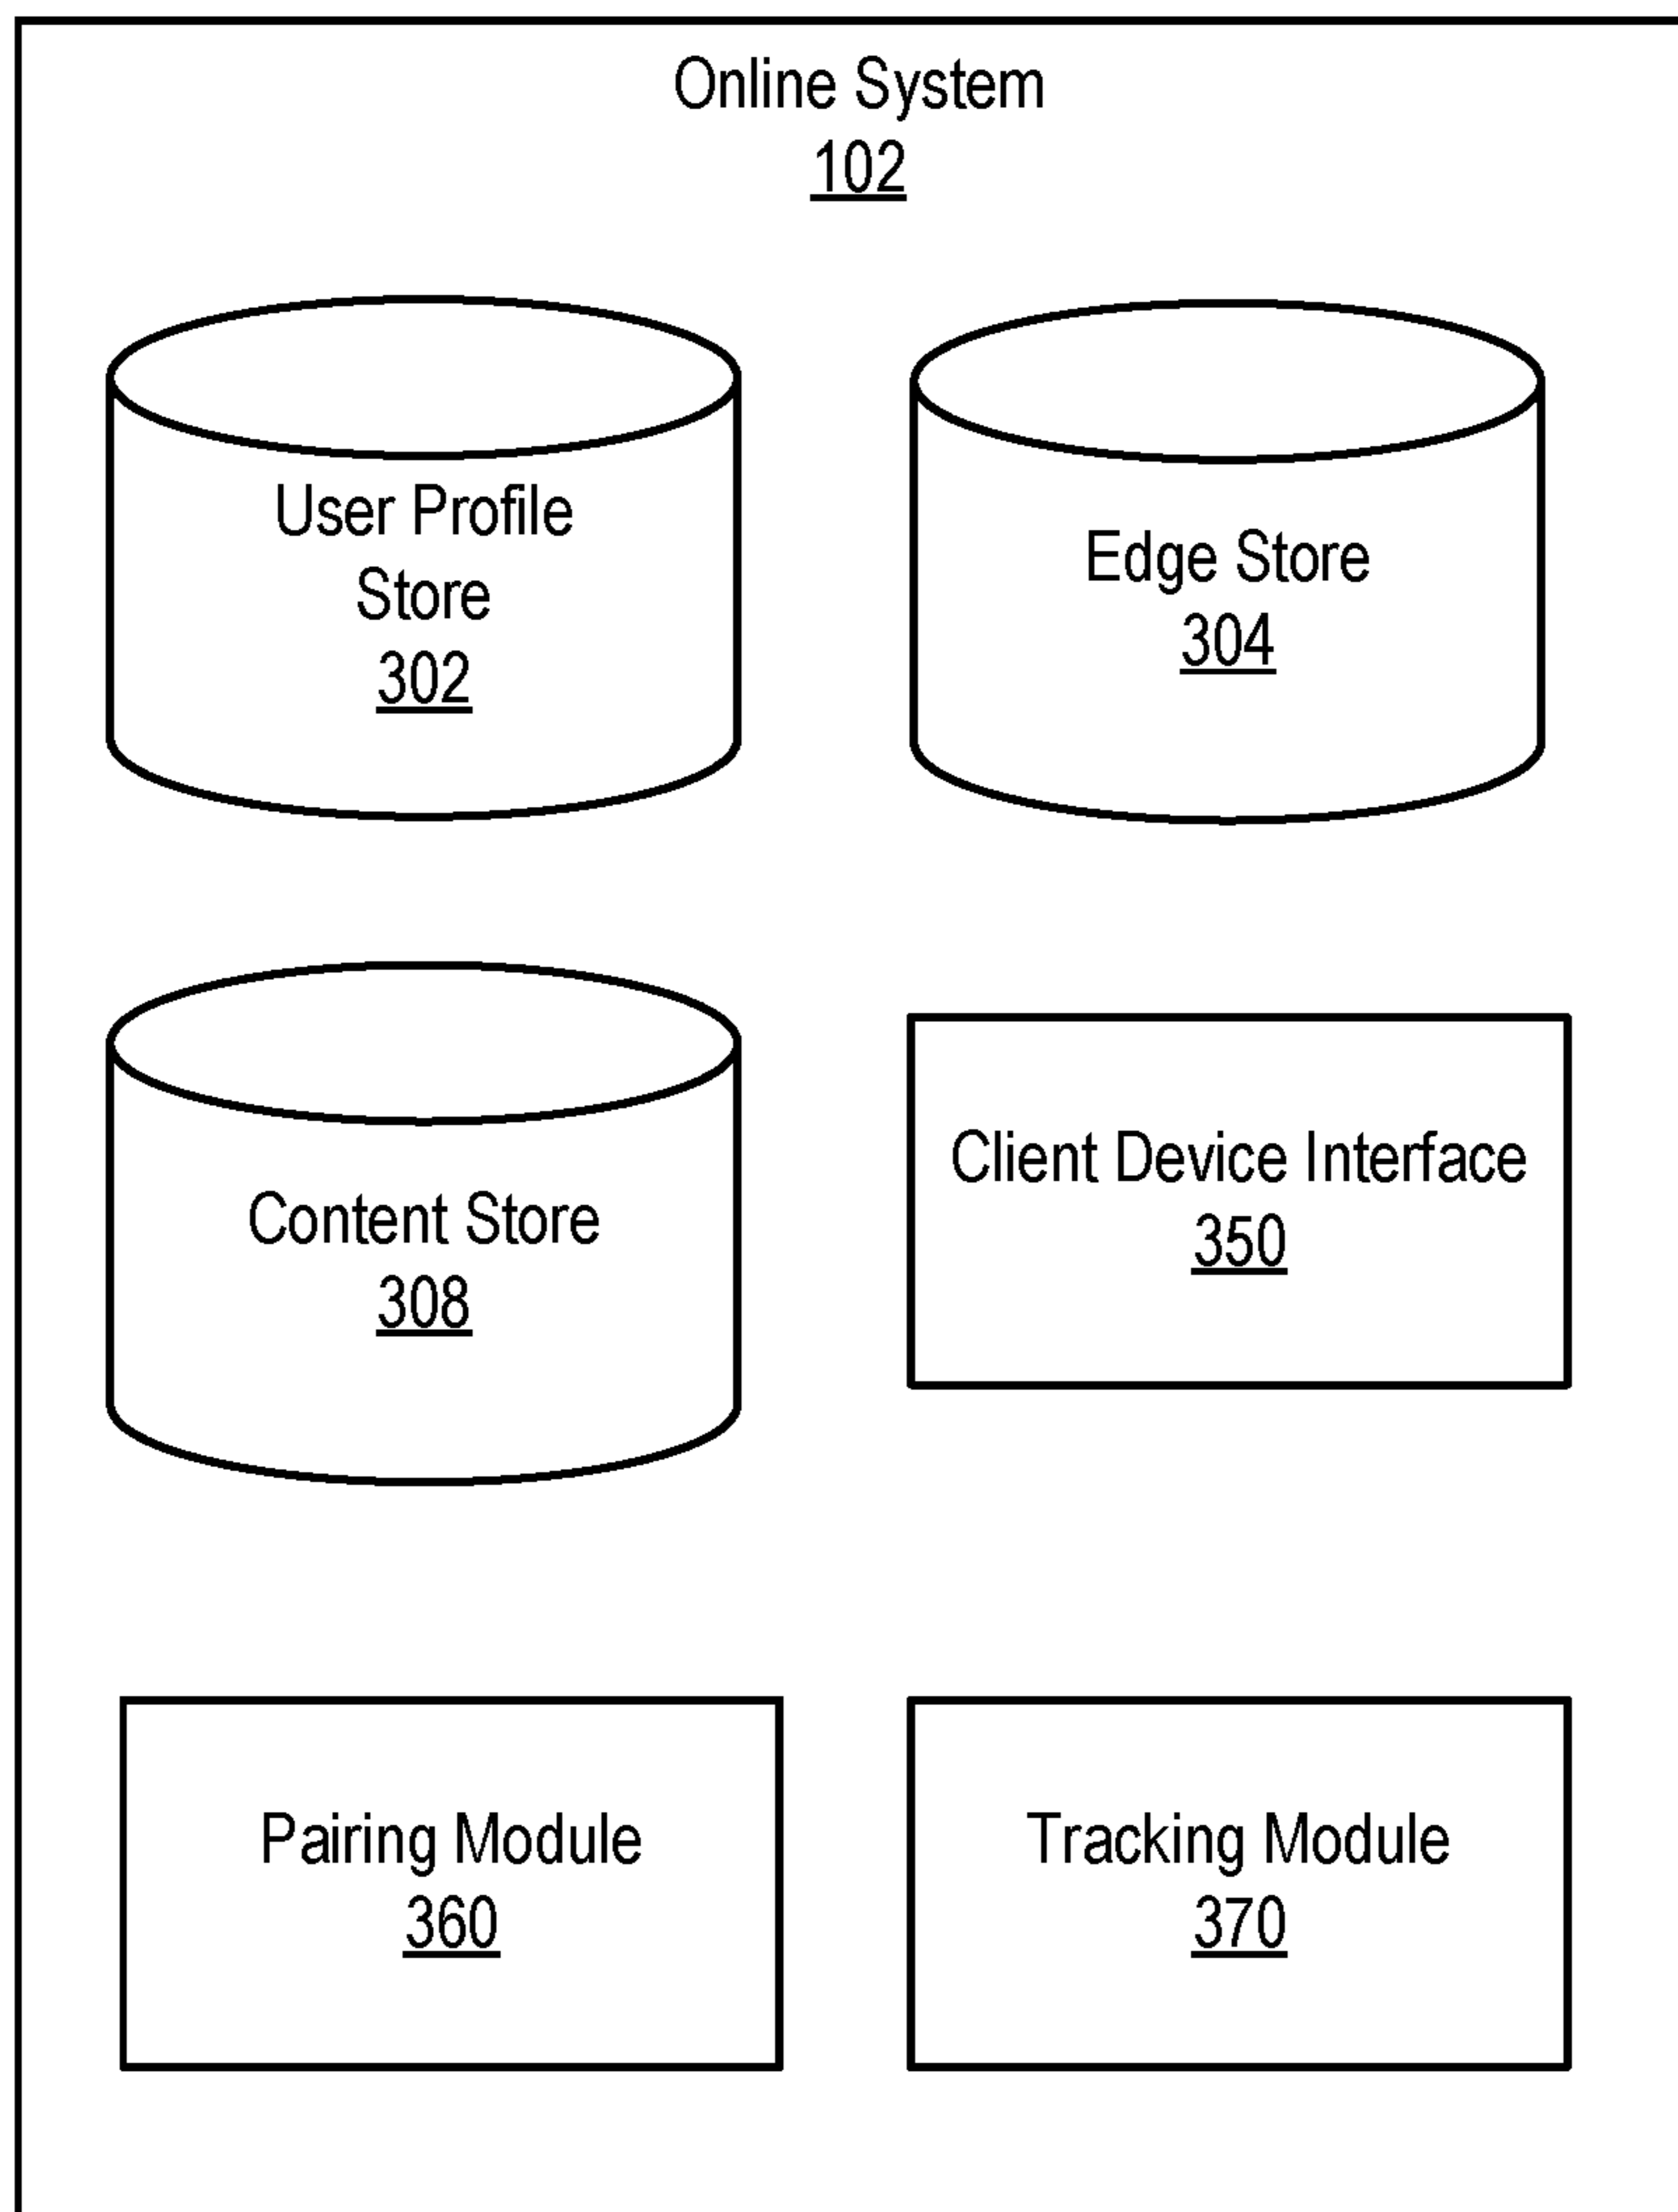 Online System
102
User Profile
Store
302
Edge Store
304
Content Store
308
Client Device Interface
350
Pairing Module
360
Tracking Module
370